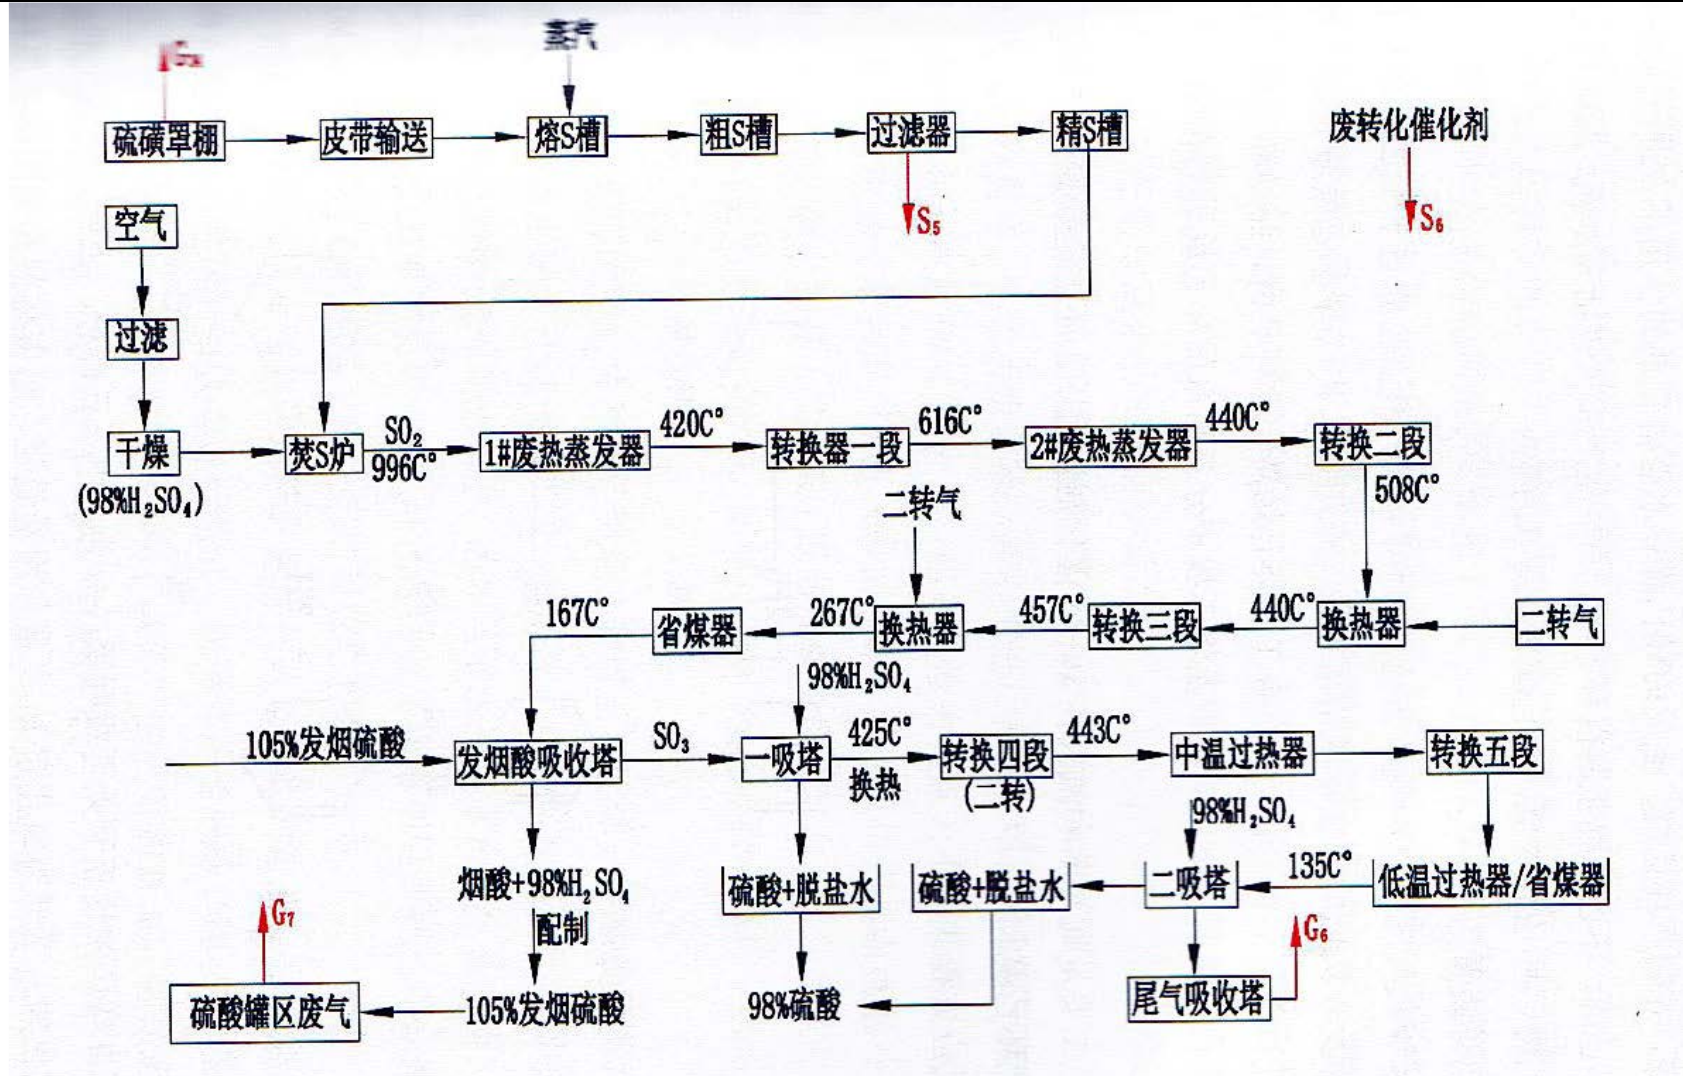 蒸气
硫磺罩棚
皮带输送
熔S槽
粗S槽
过滤器
精S槽
废转化催化剂
S₅
S₆
空气
过滤
干燥
(98%H₂SO₄)
焚S炉
SO₂
996C°
1#废热蒸发器
420C°
转换器一段
616C°
2#废热蒸发器
440C°
转换二段
508C°
二转气
167C°
省煤器
267C°
换热器
457C°
转换三段
440C°
换热器
二转气
98%H₂SO₄
105%发烟硫酸
发烟酸吸收塔
SO₃
一吸塔
425C°
换热
转换四段
(二转)
443C°
中温过热器
转换五段
98%H₂SO₄
烟酸+98%H₂SO₄
配制
硫酸+脱盐水
硫酸+脱盐水
二吸塔
135C°
低温过热器/省煤器
G₇
G₆
硫酸罐区废气
105%发烟硫酸
98%硫酸
尾气吸收塔